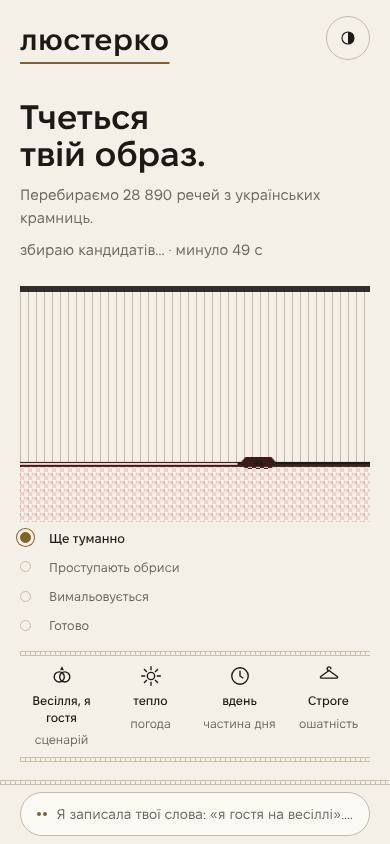 люстерко
Тчеться
твій образ.
Перебираємо 28 890 речей з українських
крамниць.
збираю кандидатів... · минуло 49 с
Ще туманно
Проступають обриси
Вимальовується
Готово
Весілля, я
гостя
сценарій
тепло
погода
вдень
частина дня
Строге
ошатність
Я записала твої слова: «я гостя на весіллі»....